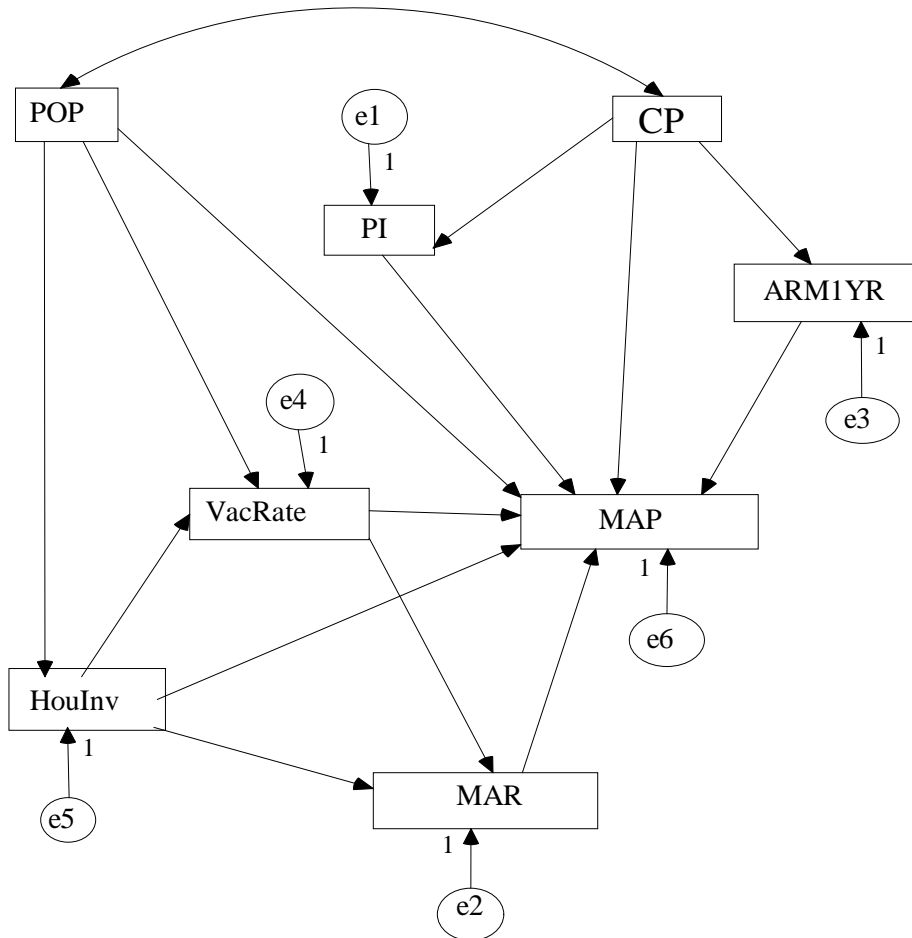 POP
CP
e1
1
PI
ARM1YR
1
e3
e4
1
VacRate
MAP
1
e6
HouInv
1
e5
MAR
1
e2